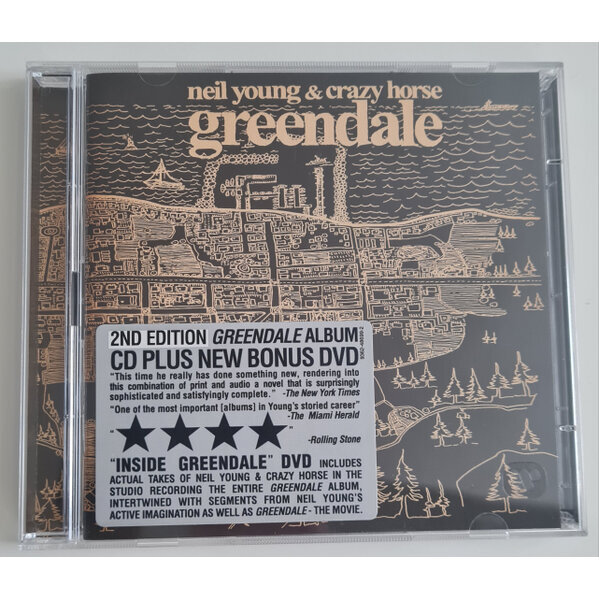 neil young & crazy horse
greendale
2ND EDITION GREENDALE ALBUM
CD PLUS NEW BONUS DVD
"This time he really has done something new, rendering into
this combination of print and audio a novel that is surprisingly
sophisticated and satisfyingly complete." -The New York Times
"One of the most important [albums] in Young's storied career"
-The Miami Herald
"★★★★"
-Rolling Stone
"INSIDE GREENDALE" DVD INCLUDES
ACTUAL TAKES OF NEIL YOUNG & CRAZY HORSE IN THE
STUDIO RECORDING THE ENTIRE GREENDALE ALBUM,
INTERTWINED WITH SEGMENTS FROM NEIL YOUNG'S
ACTIVE IMAGINATION AS WELL AS GREENDALE - THE MOVIE.